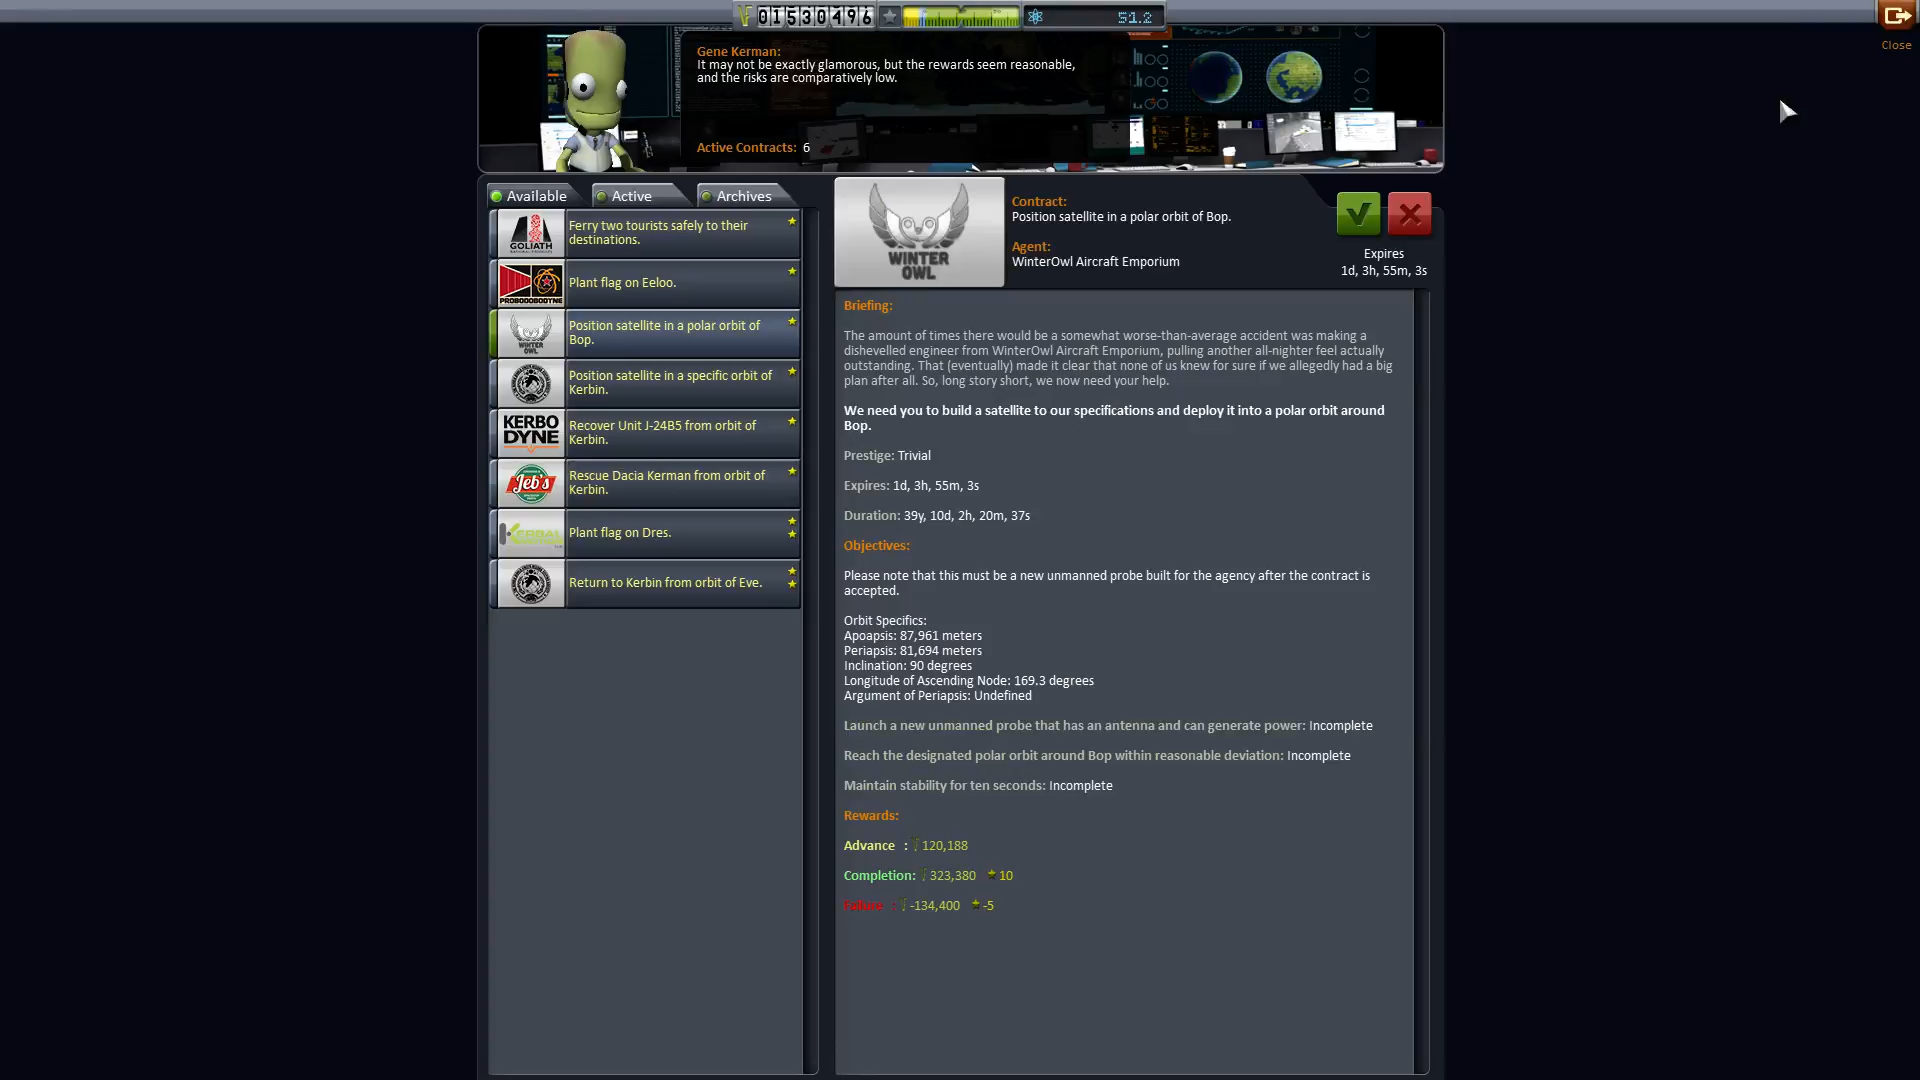 01530496
51.2
Close
Gene Kerman:
It may not be exactly glamorous, but the rewards seem reasonable,
and the risks are comparatively low.
Active Contracts: 6
Available
Active
Archives
GOLIATH
Ferry two tourists safely to their
destinations.
PROBODOBODYNE
Plant flag on Eeloo.
WINTER
OWL
Position satellite in a polar orbit of
Bop.
Position satellite in a specific orbit of
Kerbin.
KERBO
DYNE
Recover Unit J-24B5 from orbit of
Kerbin.
Jeb's
Rescue Dacia Kerman from orbit of
Kerbin.
Plant flag on Dres.
Return to Kerbin from orbit of Eve.
WINTER
OWL
Contract:
Position satellite in a polar orbit of Bop.
Agent:
WinterOwl Aircraft Emporium
Expires
1d, 3h, 55m, 3s
Briefing:
The amount of times there would be a somewhat worse-than-average accident was making a
dishevelled engineer from WinterOwl Aircraft Emporium, pulling another all-nighter feel actually
outstanding. That (eventually) made it clear that none of us knew for sure if we allegedly had a big
plan after all. So, long story short, we now need your help.
We need you to build a satellite to our specifications and deploy it into a polar orbit around
Bop.
Prestige: Trivial
Expires: 1d, 3h, 55m, 3s
Duration: 39y, 10d, 2h, 20m, 37s
Objectives:
Please note that this must be a new unmanned probe built for the agency after the contract is
accepted.
Orbit Specifics:
Apoapsis: 87,961 meters
Periapsis: 81,694 meters
Inclination: 90 degrees
Longitude of Ascending Node: 169.3 degrees
Argument of Periapsis: Undefined
Launch a new unmanned probe that has an antenna and can generate power: Incomplete
Reach the designated polar orbit around Bop within reasonable deviation: Incomplete
Maintain stability for ten seconds: Incomplete
Rewards:
Advance : 120,188
Completion: 323,380 10
Failure : -134,400 -5